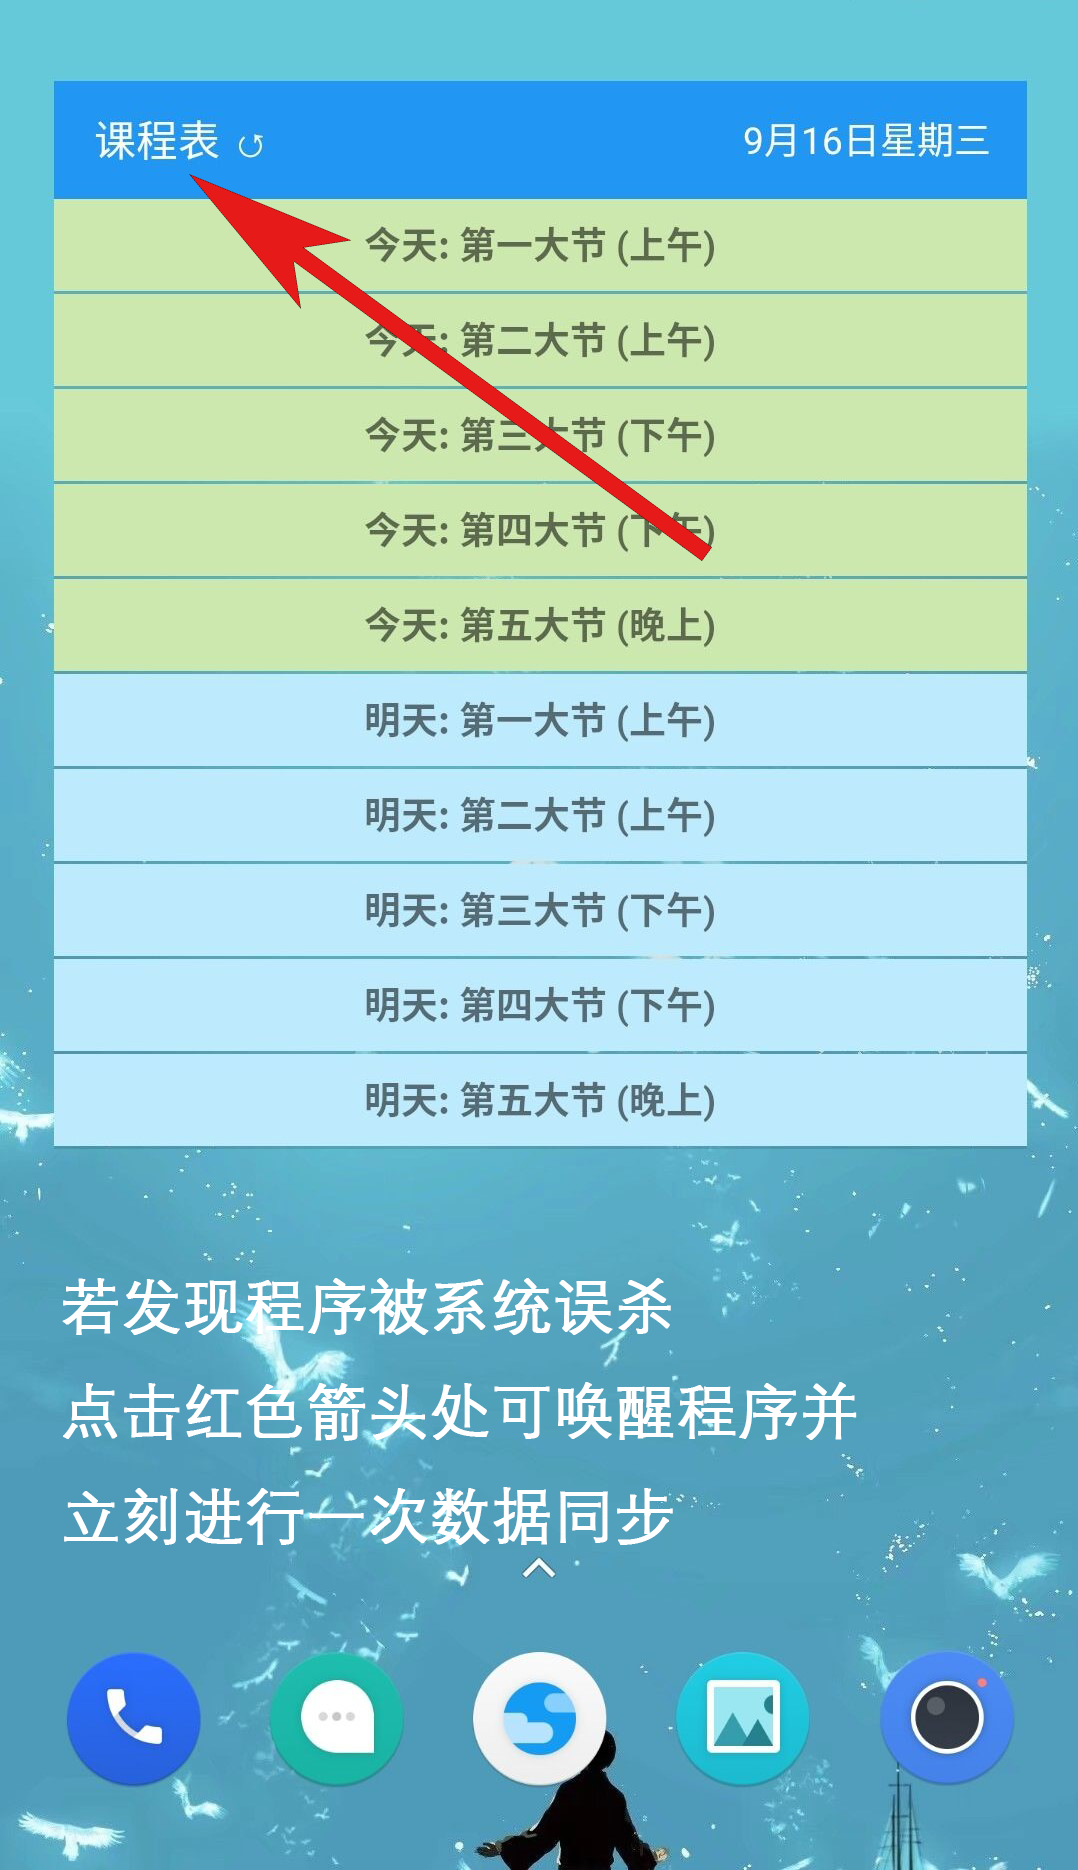 课程表
9月16日星期三
今天: 第一大节 (上午)
今天: 第二大节 (上午)
今天: 第三大节 (下午)
今天: 第四大节 (下午)
今天: 第五大节 (晚上)
明天: 第一大节 (上午)
明天: 第二大节 (上午)
明天: 第三大节 (下午)
明天: 第四大节 (下午)
明天: 第五大节 (晚上)
若发现程序被系统误杀
点击红色箭头处可唤醒程序并
立刻进行一次数据同步